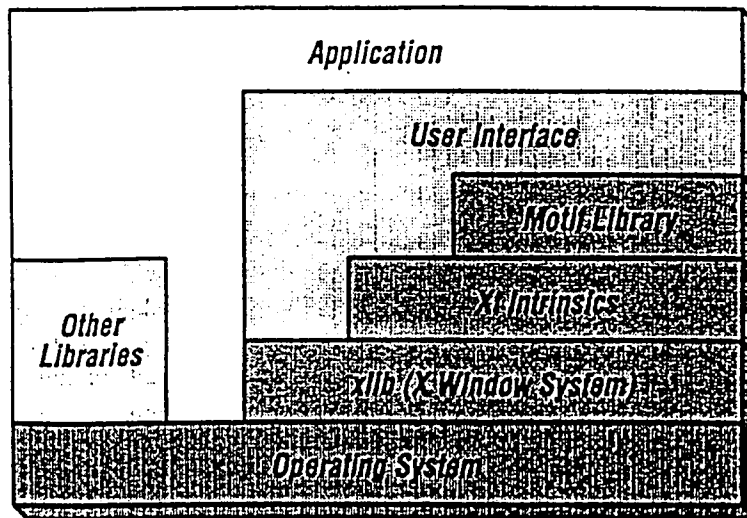 Application
User Interface
Motif Library
Xt Intrinsics
Other
Libraries
xlib (X Window System)
Operating System